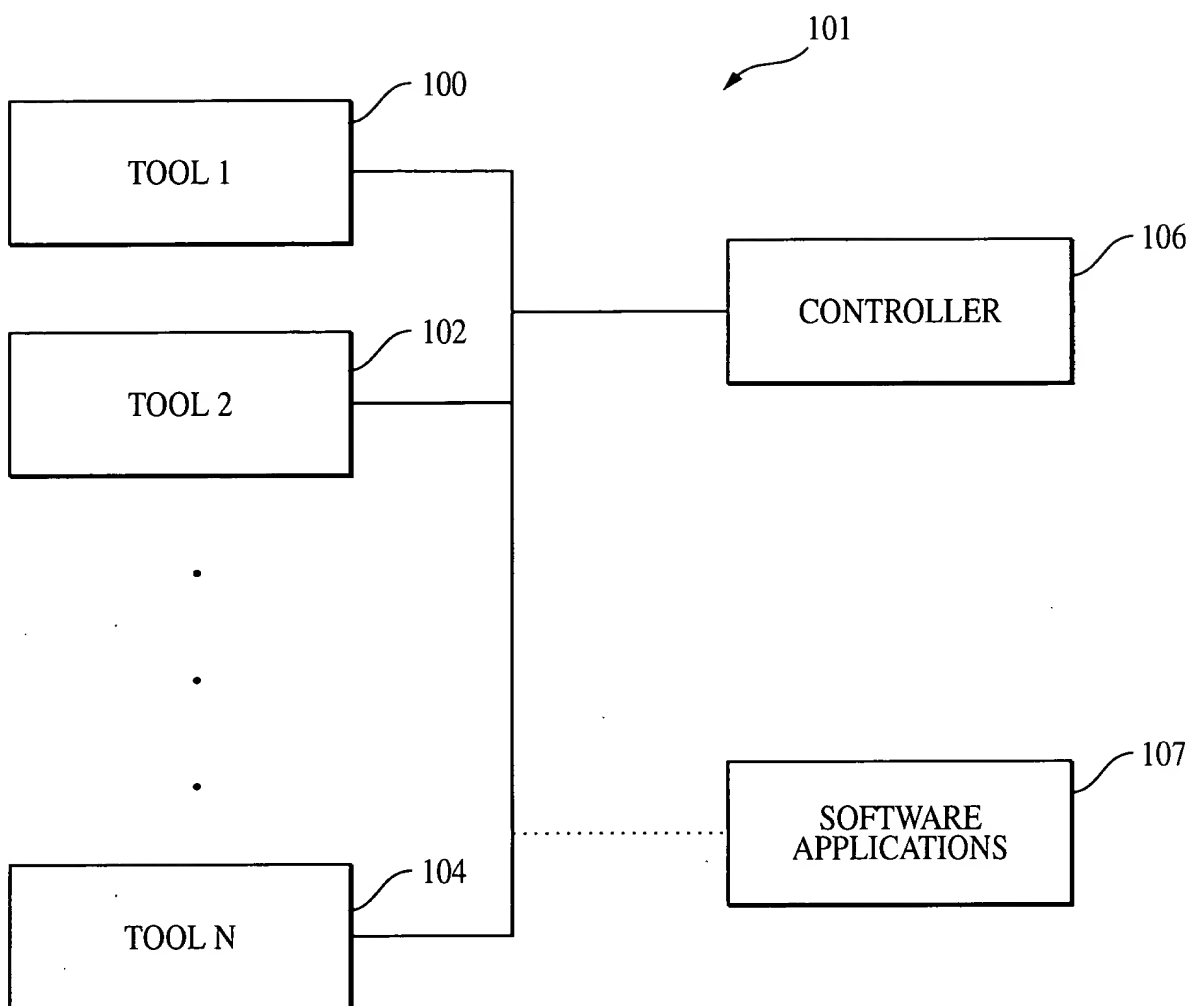 101
100
TOOL 1
106
CONTROLLER
102
TOOL 2
107
SOFTWARE
APPLICATIONS
104
TOOL N